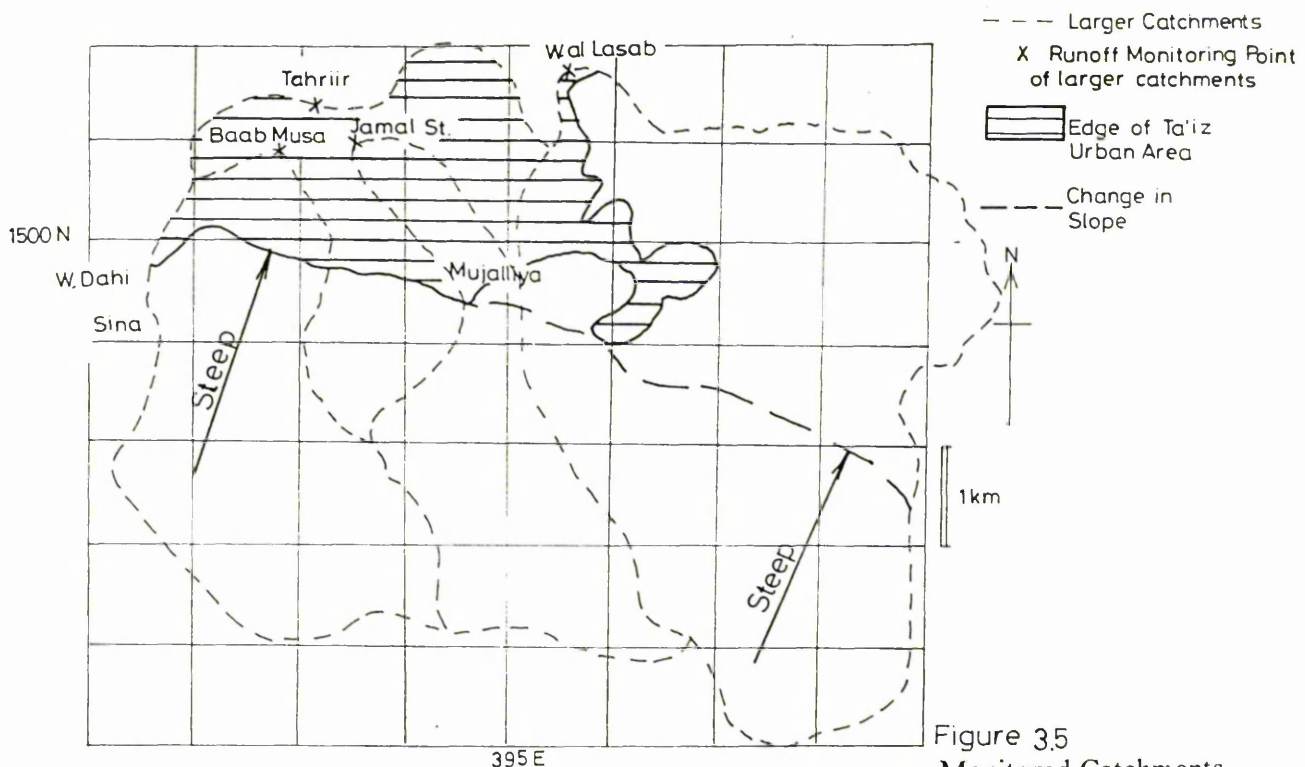 Larger Catchments
X Runoff Monitoring Point
of larger catchments
Edge of Ta'iz
Urban Area
Change in
Slope
W.al Lasab
Tahriir
Jamal St.
Baab Musa
1500 N
W. Dahi
Mujalliya
Sina
Steep
N
1km
Steep
395 E
Figure 3.5
Monitored Catchments